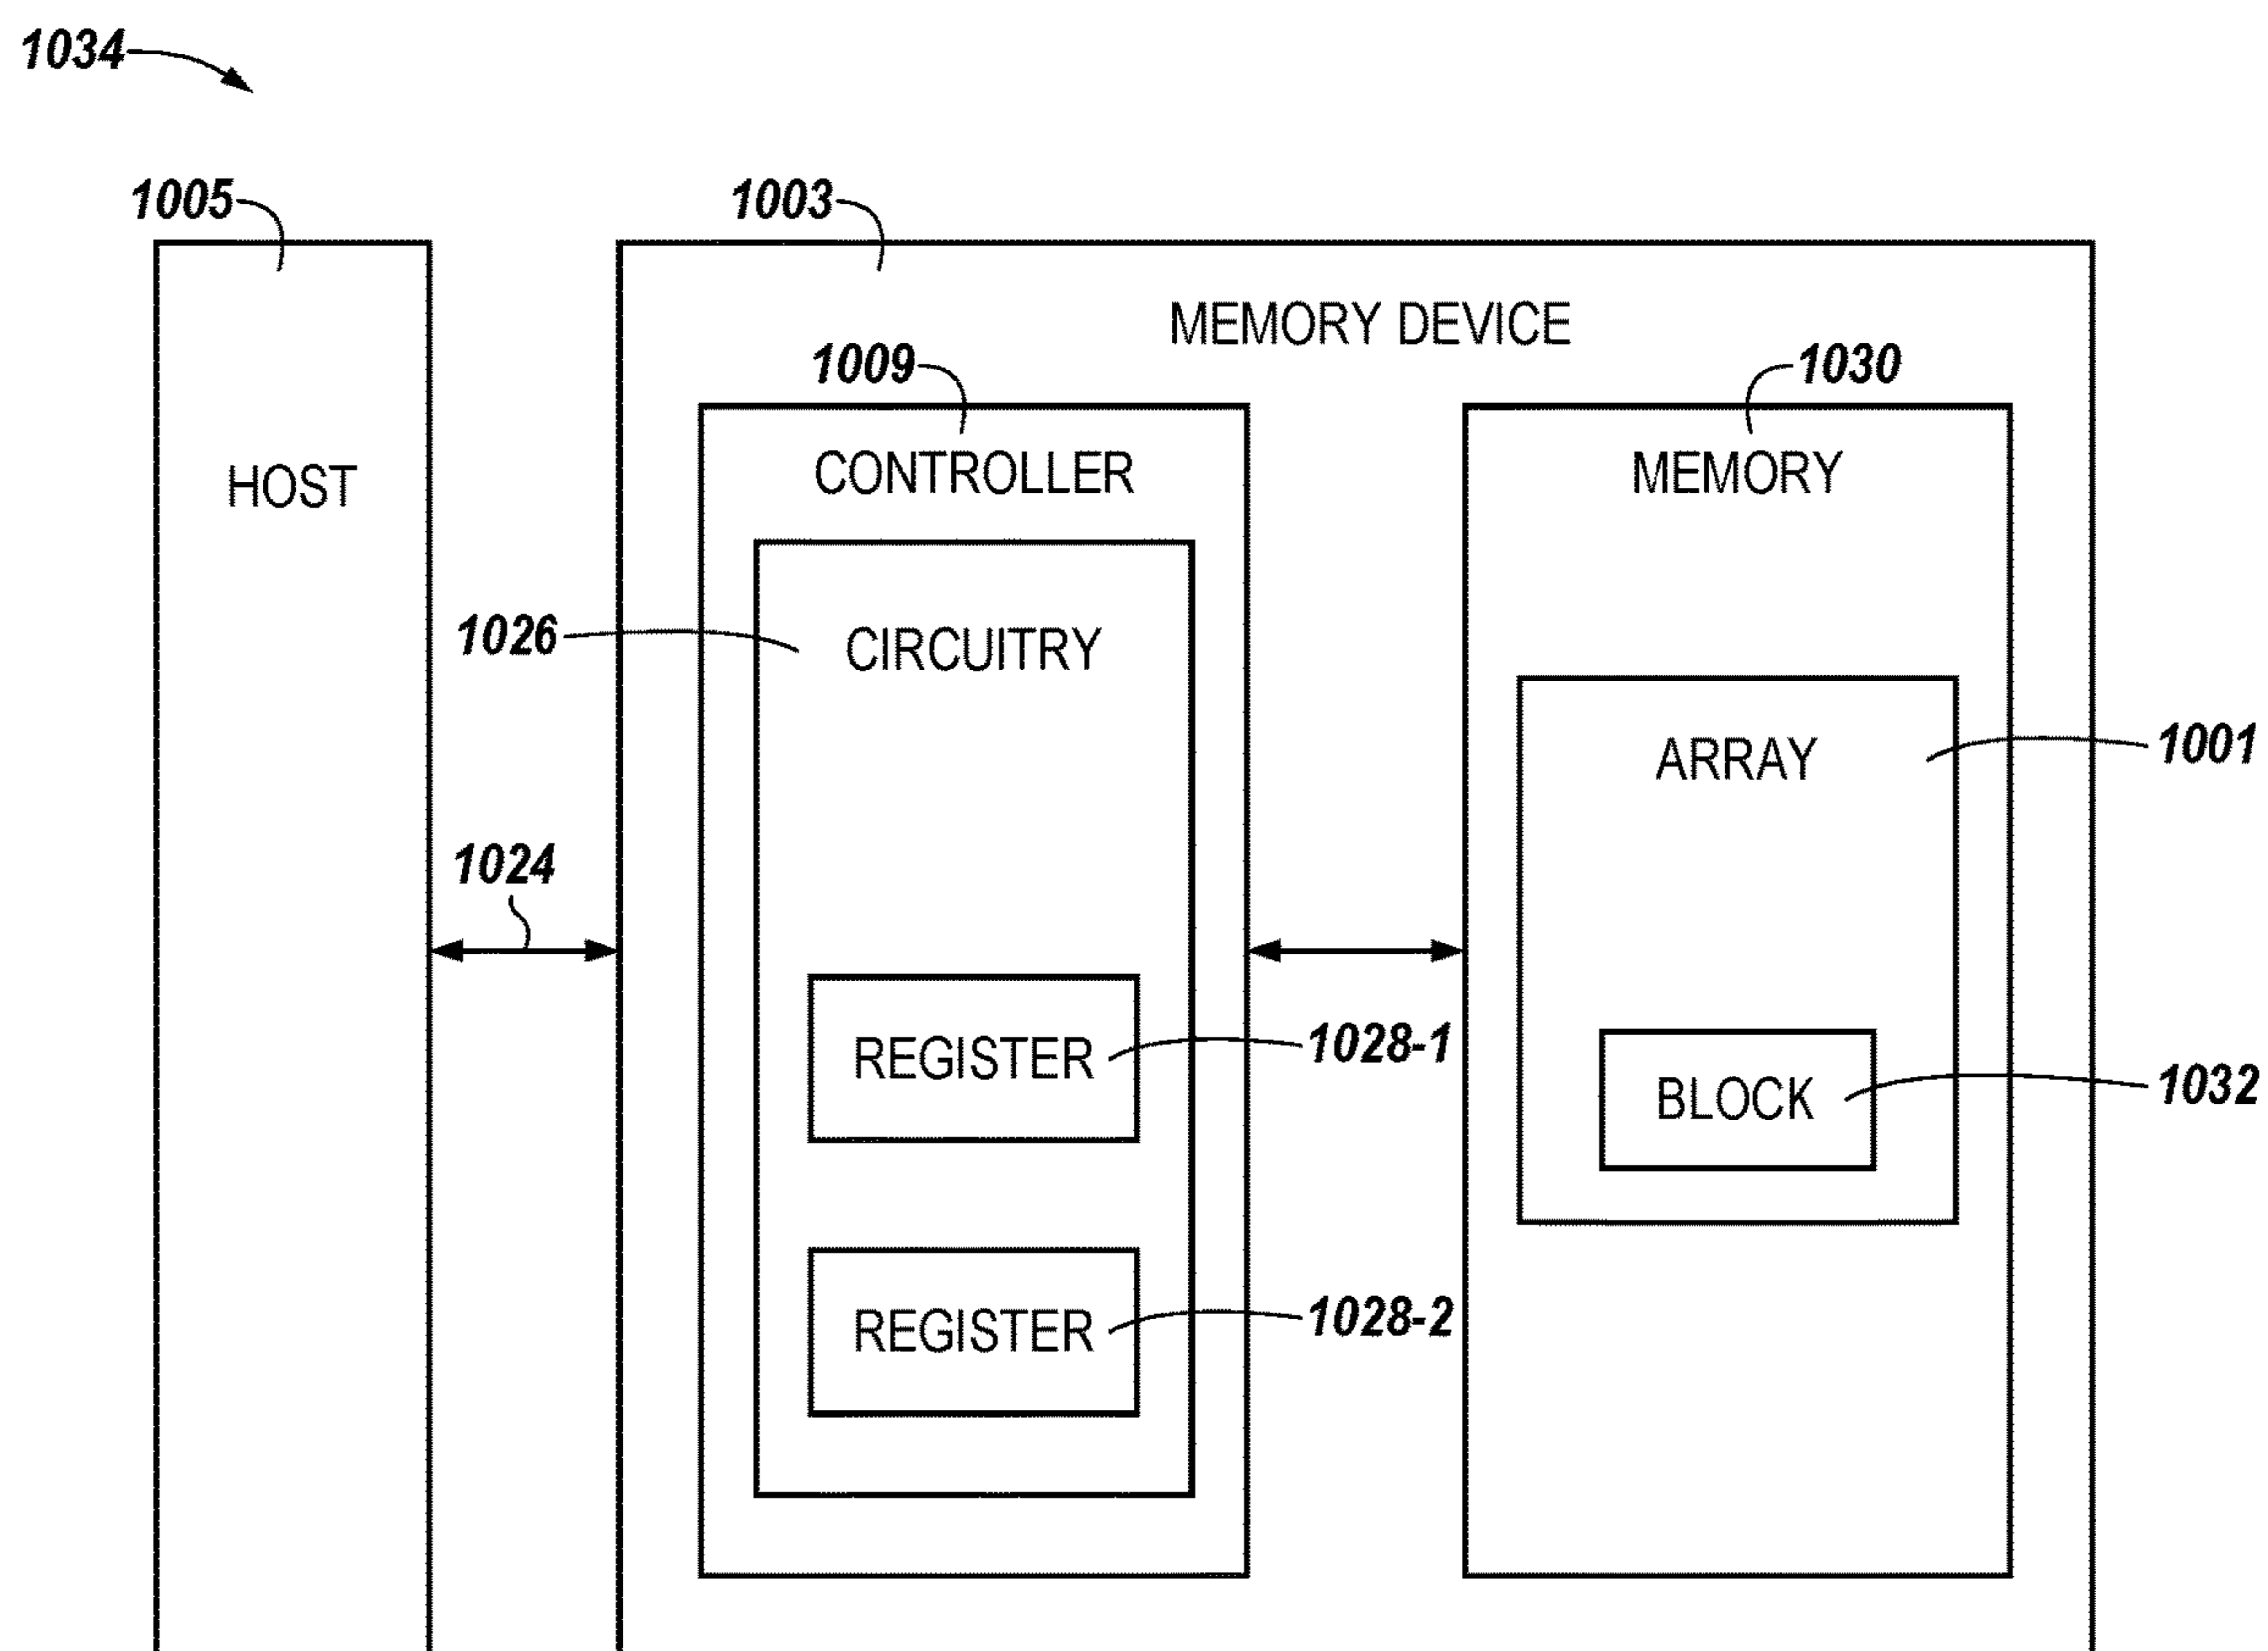 1034
1005
1003
MEMORY DEVICE
1009
1030
HOST
CONTROLLER
MEMORY
1026
CIRCUITRY
ARRAY
1001
1024
REGISTER
1028-1
BLOCK
1032
REGISTER
1028-2